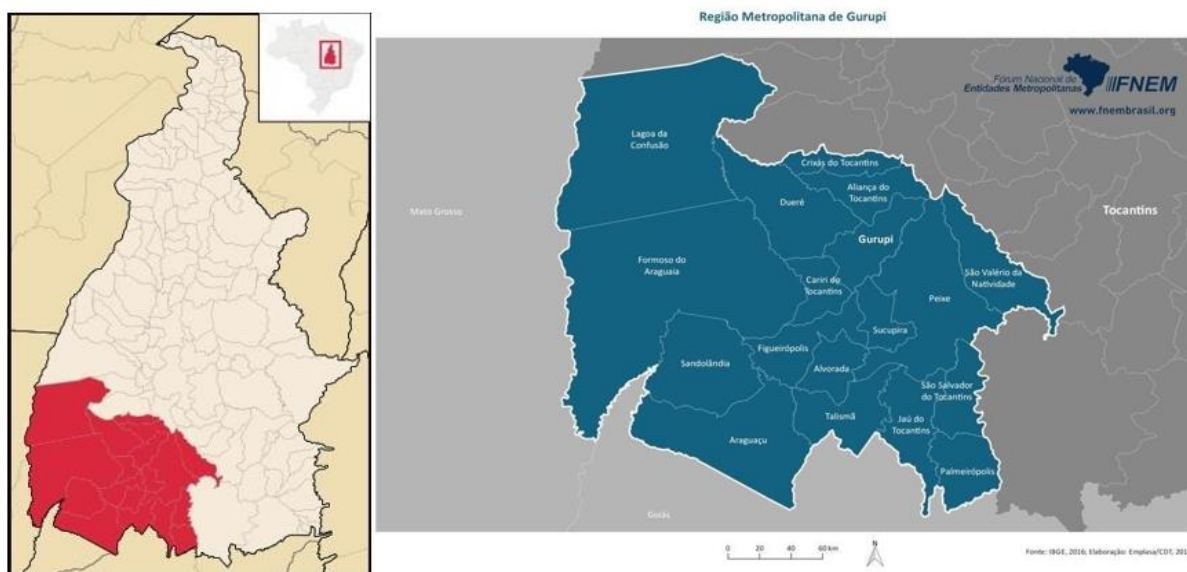 Região Metropolitana de Gurupi
Fórum Nacional de
Entidades Metropolitanas
FNEM
www.fnembrasil.org
Lagoa da
Confusão
Crixás do Tocantins
Aliança do
Tocantins
Dueré
Mato Grosso
Tocantins
Gurupi
Formoso do
Araguaia
São Valério da
Natividade
Cariri do
Tocantins
Peixe
Sucupira
Figueirópolis
Sandolândia
Alvorada
São Salvador
do Tocantins
Talismã
Jaú do
Tocantins
Araguaçu
Palmeirópolis
Goiás
0 20 40 60 km
N
Fonte: IBGE, 2016; Elaboração: Emplasa/CDT, 201